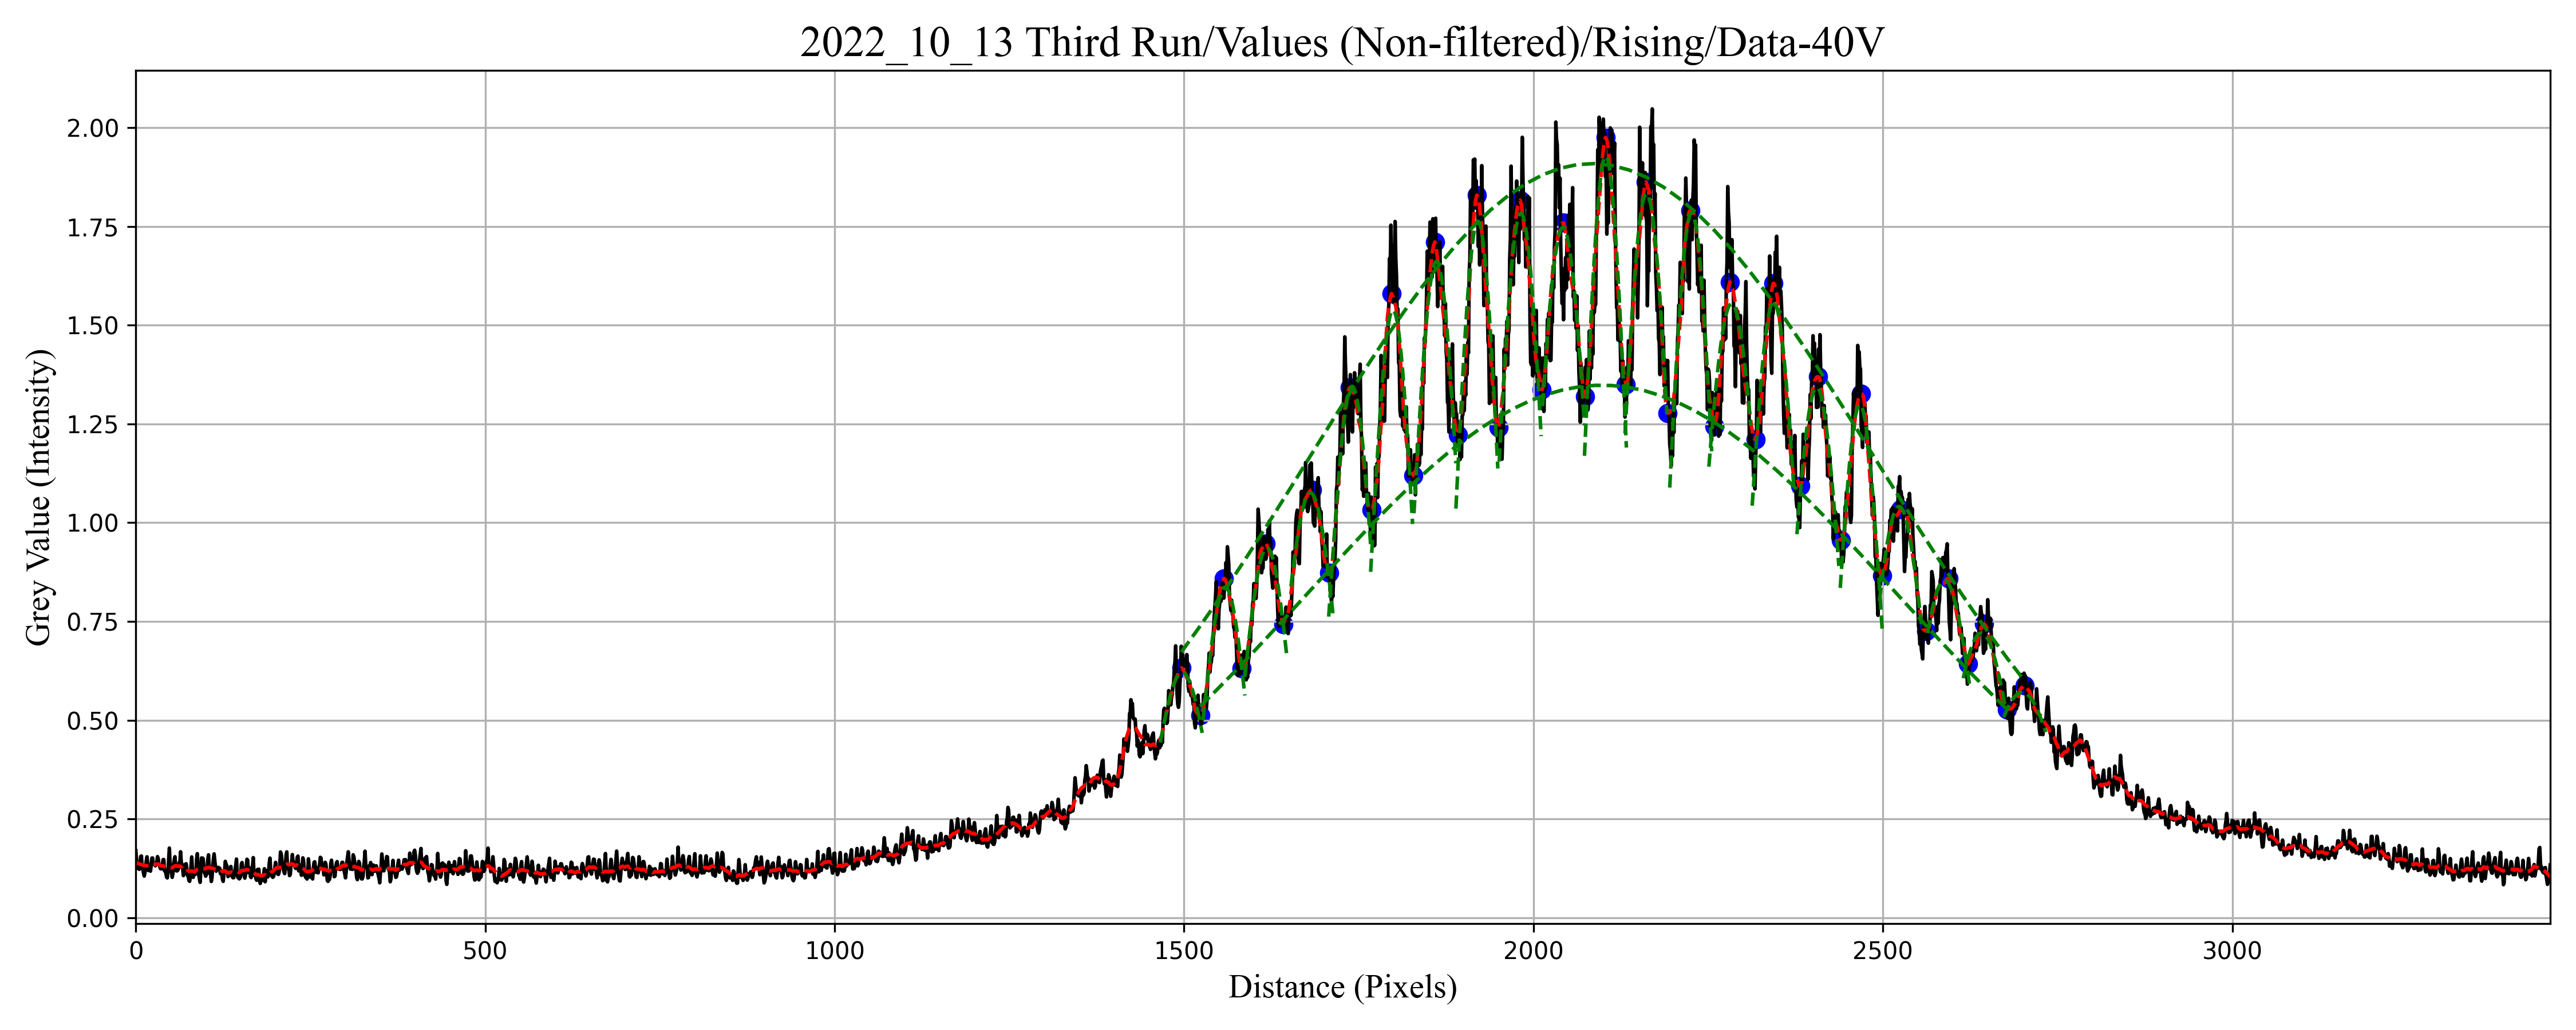 2022_10_13 Third Run/Values (Non-filtered)/Rising/Data-40V
Grey Value (Intensity)
2.00
1.75
1.50
1.25
1.00
0.75
0.50
0.25
0.00
0 500 1000 1500 2000 2500 3000
Distance (Pixels)